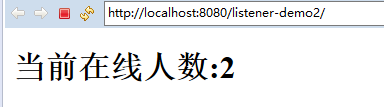 http://localhost:8080/listener-demo2/
当前在线人数:2